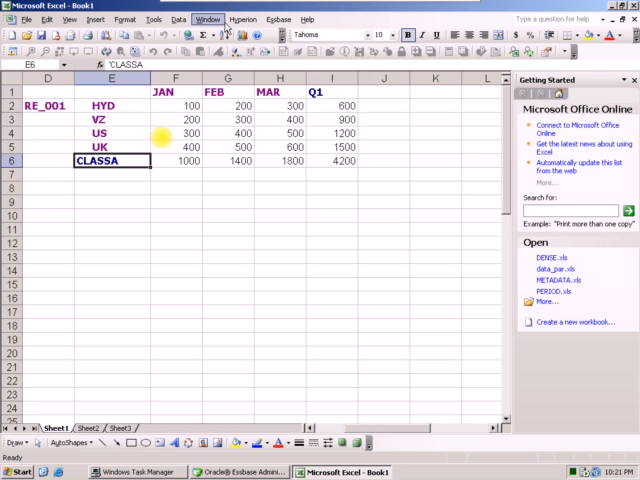 Microsoft Excel - Book1
File Edit View Insert Format Tools Data Window Hyperion Essbase Help
Type a question for help
Tahoma 10 B I U $ %
E6 fx 'CLASSA
D E F G H I J K L
1 JAN FEB MAR Q1
2 RE_001 HYD 100 200 300 600
3 VZ 200 300 400 900
4 US 300 400 500 1200
5 UK 400 500 600 1500
6 CLASSA 1000 1400 1800 4200
7
8
9
10
11
12
13
14
15
16
17
18
19
20
21
22
23
24
25
Getting Started
Microsoft Office Online
Connect to Microsoft Office Online
Get the latest news about using Excel
Automatically update this list from the web
More...
Search for:
Example: "Print more than one copy"
Open
DENSE.xls
data_par.xls
METADATA.xls
PERIOD.xls
More...
Create a new workbook...
Sheet1 Sheet2 Sheet3
Draw AutoShapes
Ready
Start Windows Task Manager Oracle® Essbase Admini... Microsoft Excel - Book1 10:21 PM